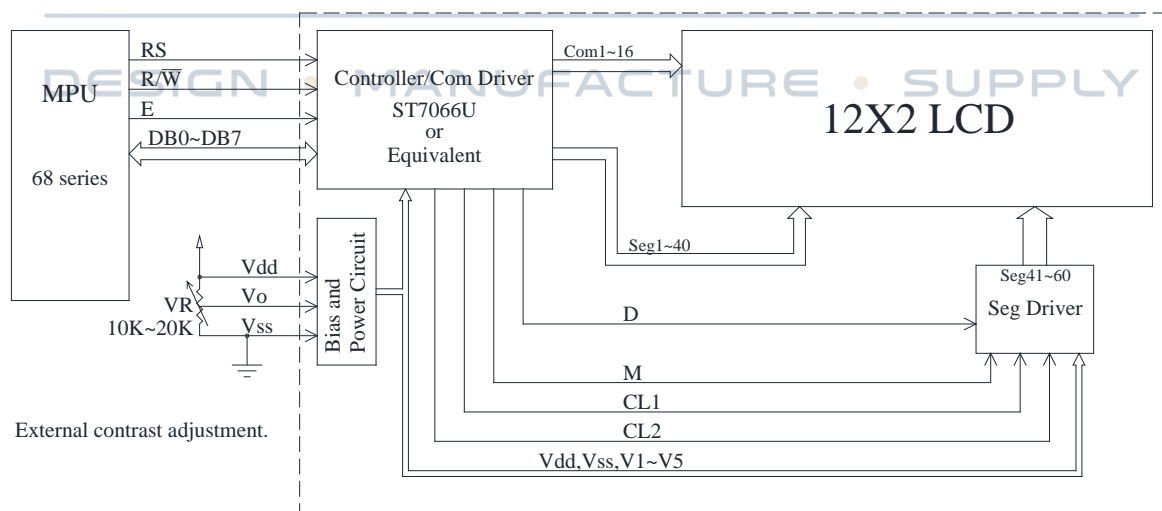 RS
R/W
E
DB0~DB7
MPU
68 series
Controller/Com Driver
ST7066U
or
Equivalent
Com1~16
12X2 LCD
DESIGN • MANUFACTURE • SUPPLY
Seg1~40
Seg41~60
Seg Driver
Vdd
Vo
Vss
VR
10K~20K
Bias and
Power Circuit
D
M
CL1
CL2
Vdd,Vss,V1~V5
External contrast adjustment.